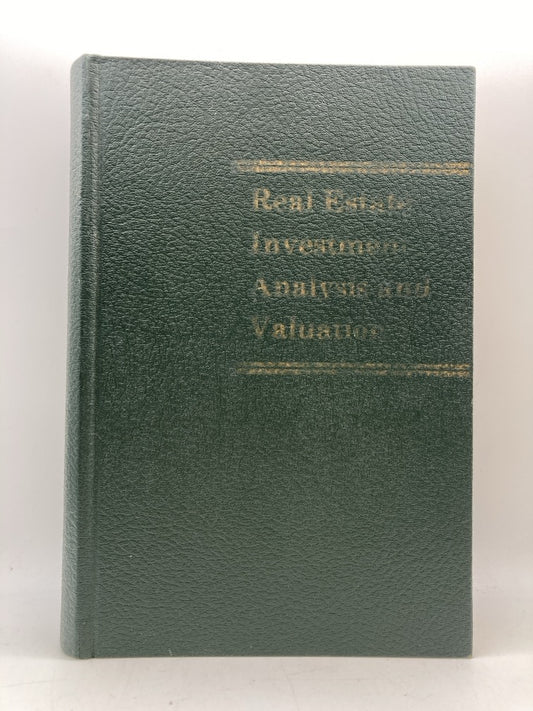 Real Estate
Investment
Analysis and
Valuation